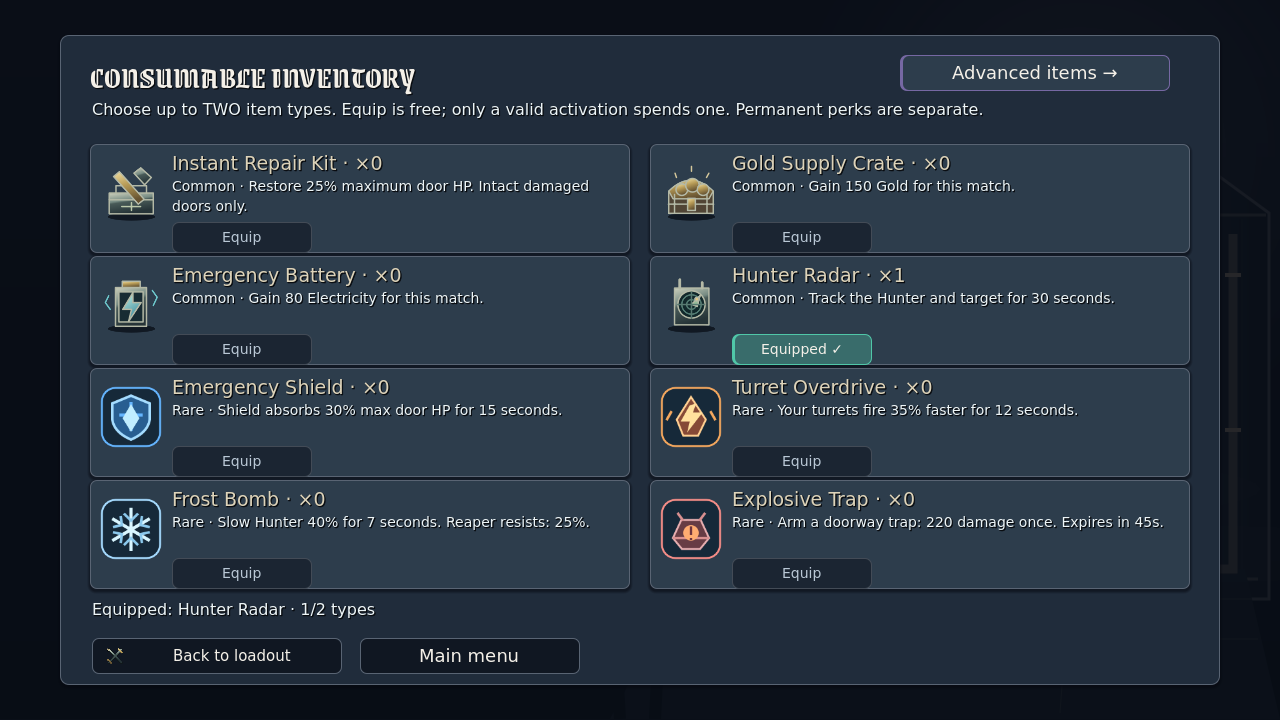 CONSUMABLE INVENTORY
Advanced items →
Choose up to TWO item types. Equip is free; only a valid activation spends one. Permanent perks are separate.
Instant Repair Kit · ×0
Common · Restore 25% maximum door HP. Intact damaged
doors only.
Equip
Gold Supply Crate · ×0
Common · Gain 150 Gold for this match.
Equip
Emergency Battery · ×0
Common · Gain 80 Electricity for this match.
Equip
Hunter Radar · ×1
Common · Track the Hunter and target for 30 seconds.
Equipped ✓
Emergency Shield · ×0
Rare · Shield absorbs 30% max door HP for 15 seconds.
Equip
Turret Overdrive · ×0
Rare · Your turrets fire 35% faster for 12 seconds.
Equip
Frost Bomb · ×0
Rare · Slow Hunter 40% for 7 seconds. Reaper resists: 25%.
Equip
Explosive Trap · ×0
Rare · Arm a doorway trap: 220 damage once. Expires in 45s.
Equip
Equipped: Hunter Radar · 1/2 types
Back to loadout
Main menu